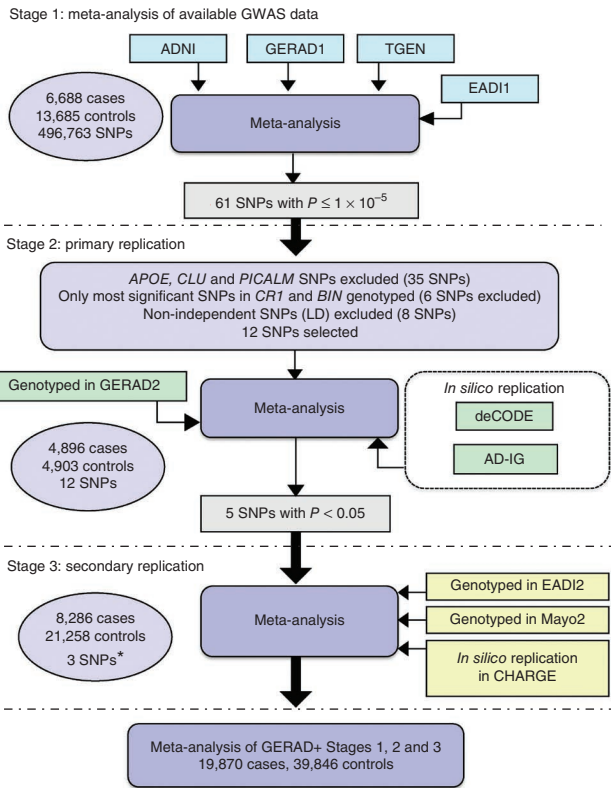 Stage 1: meta-analysis of available GWAS data
ADNI
GERAD1
TGEN
EADI1
6,688 cases
13,685 controls
496,763 SNPs
Meta-analysis
61 SNPs with P ≤ 1 × 10⁻⁵
Stage 2: primary replication
APOE, CLU and PICALM SNPs excluded (35 SNPs)
Only most significant SNPs in CR1 and BIN genotyped (6 SNPs excluded)
Non-independent SNPs (LD) excluded (8 SNPs)
12 SNPs selected
Genotyped in GERAD2
Meta-analysis
In silico replication
deCODE
AD-IG
4,896 cases
4,903 controls
12 SNPs
5 SNPs with P < 0.05
Stage 3: secondary replication
8,286 cases
21,258 controls
3 SNPs*
Meta-analysis
Genotyped in EADI2
Genotyped in Mayo2
In silico replication
in CHARGE
Meta-analysis of GERAD+ Stages 1, 2 and 3
19,870 cases, 39,846 controls